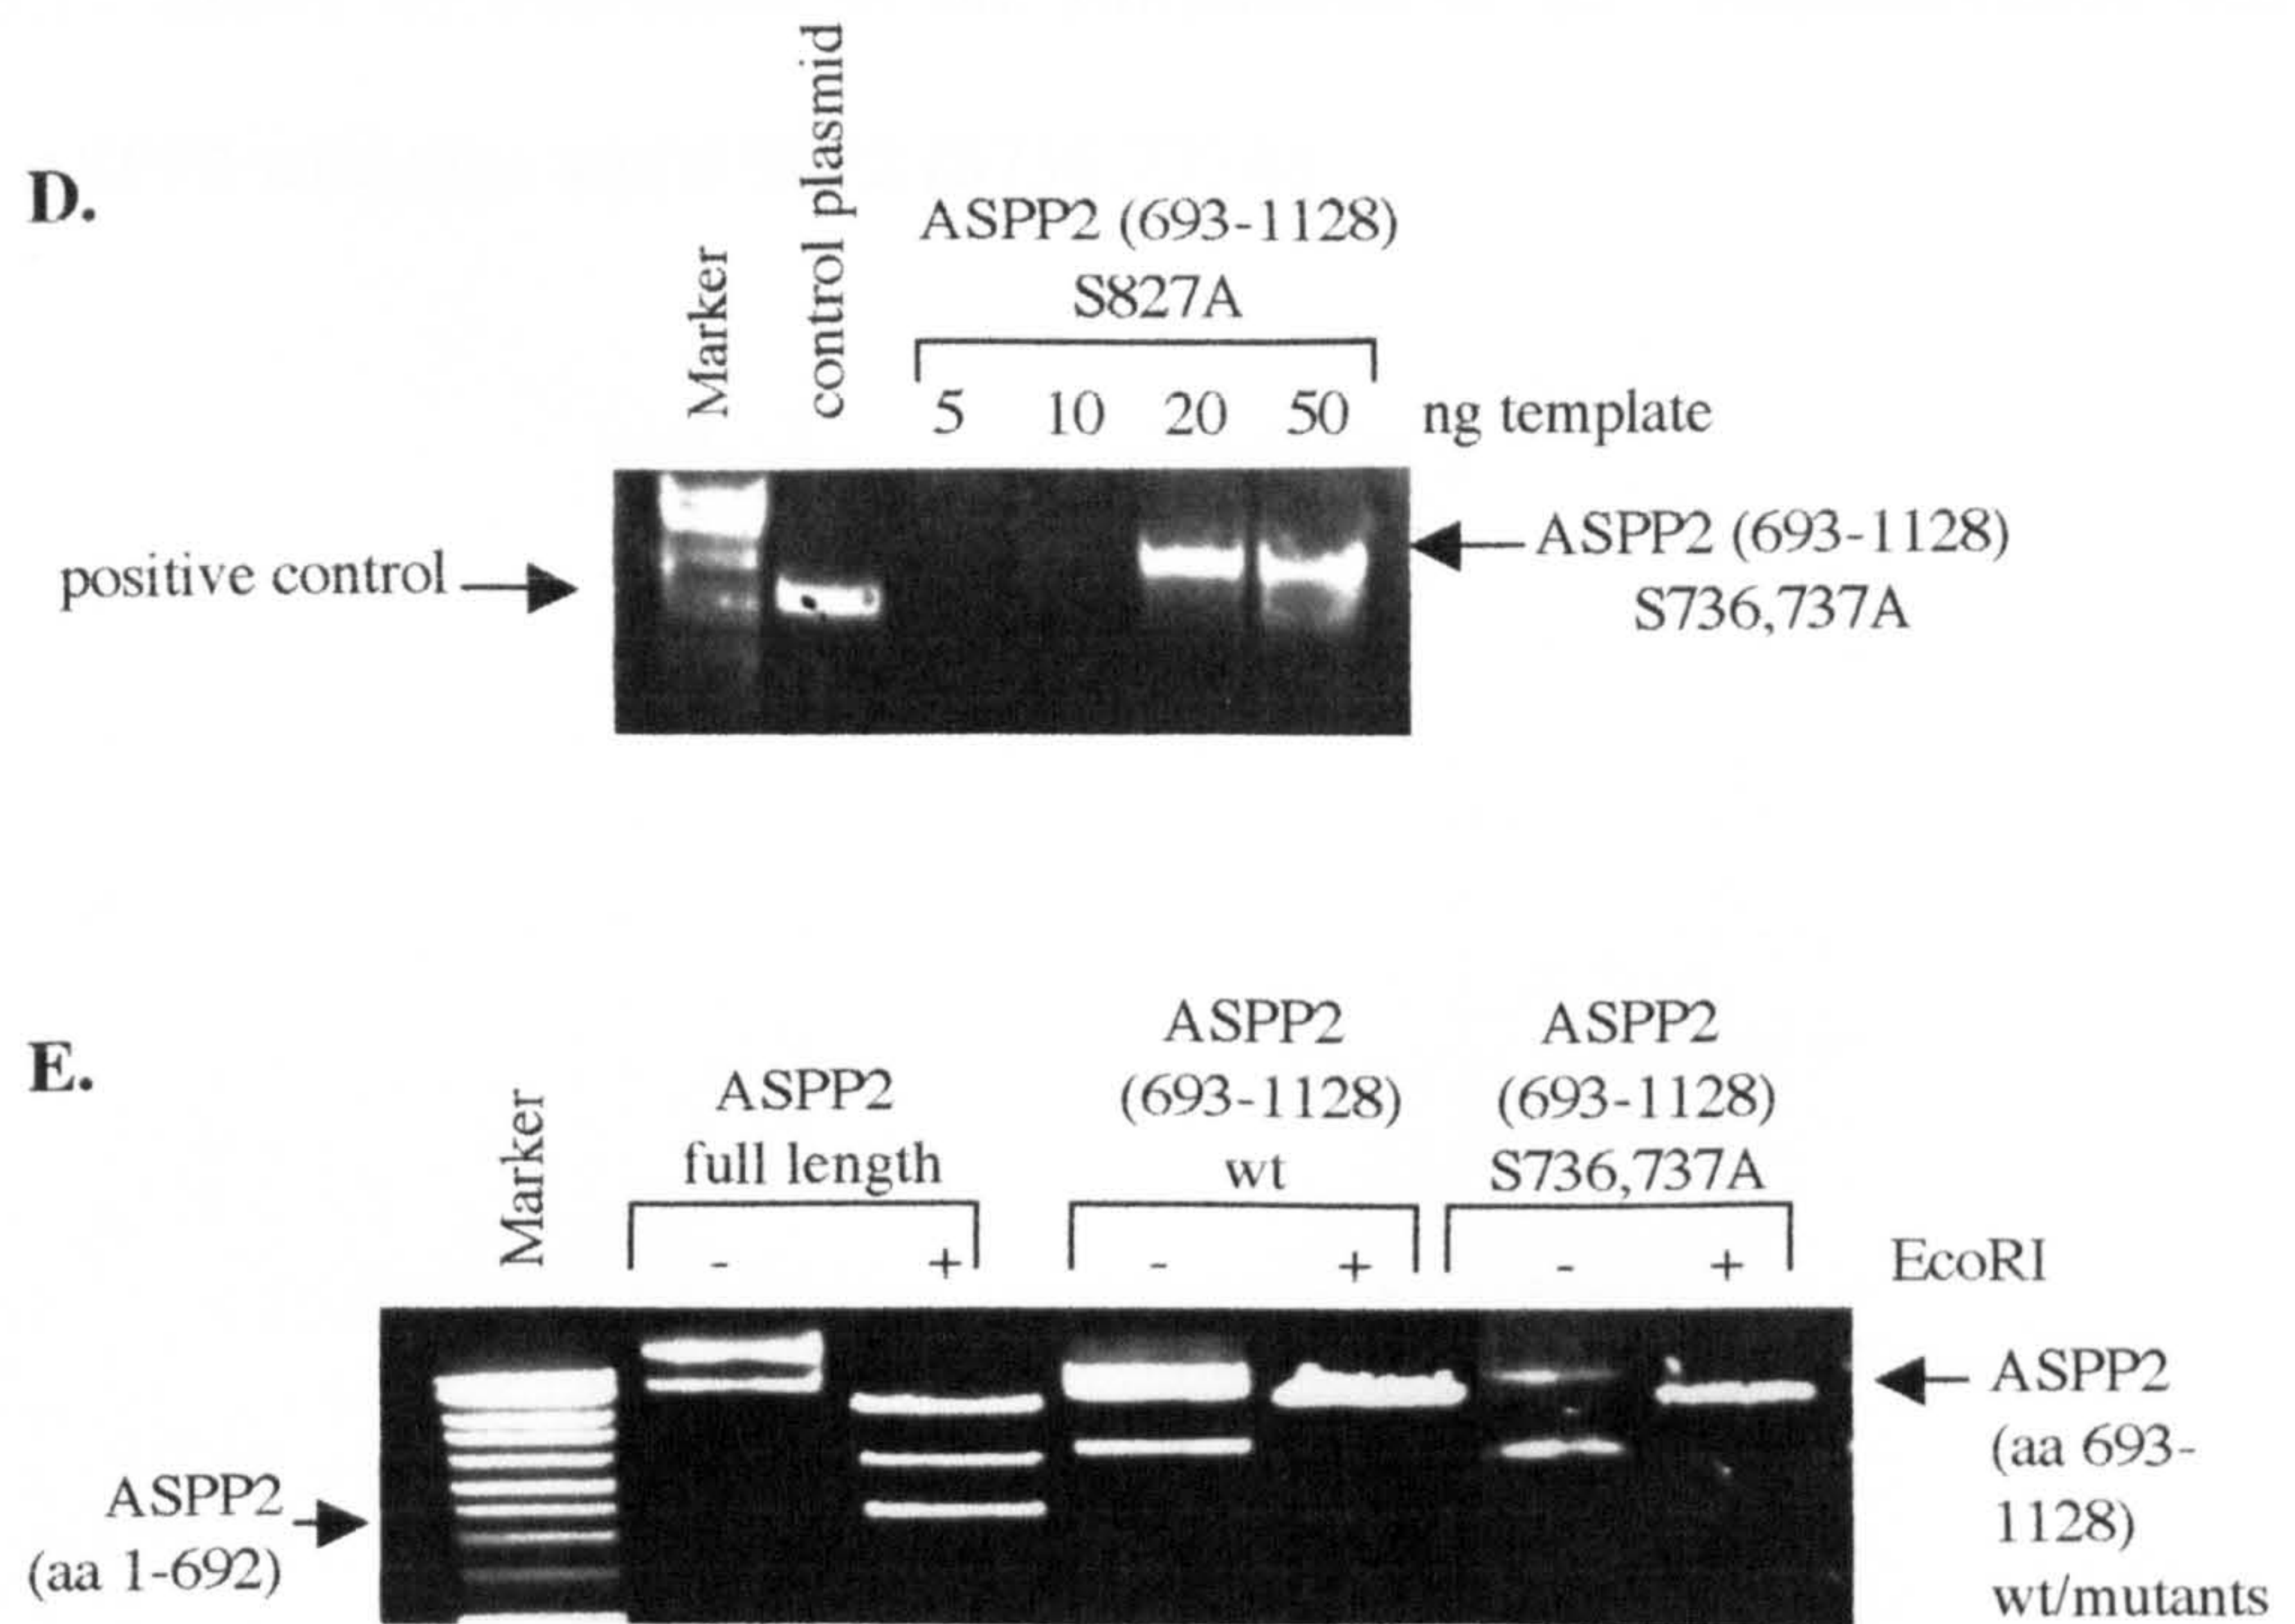 D.
Marker
control plasmid
ASPP2 (693-1128)
S827A
5 10 20 50 ng template
positive control
ASPP2 (693-1128)
S736,737A
E.
Marker
ASPP2
full length
ASPP2
(693-1128)
wt
ASPP2
(693-1128)
S736,737A
- + - + - + EcoRI
ASPP2
(aa 1-692)
ASPP2
(aa 693-
1128)
wt/mutants